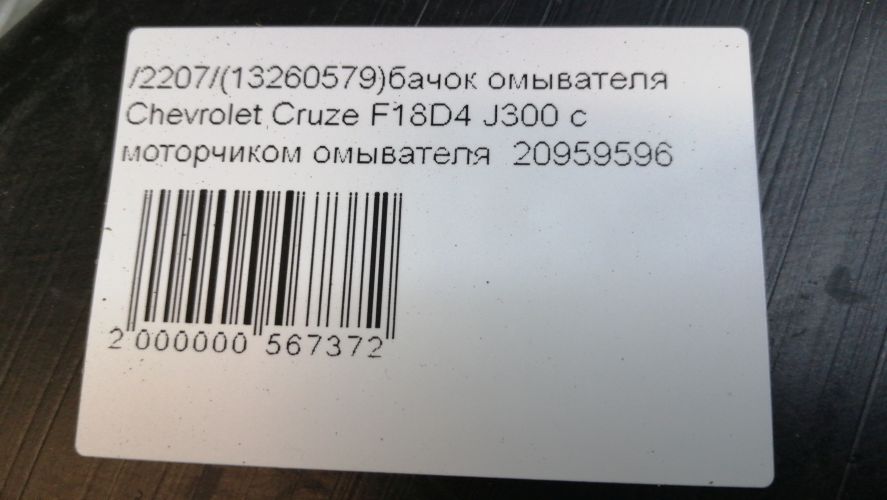 /2207/(13260579)бачок омывателя
Chevrolet Cruze F18D4 J300 с
моторчиком омывателя 20959596
2 000000 567372